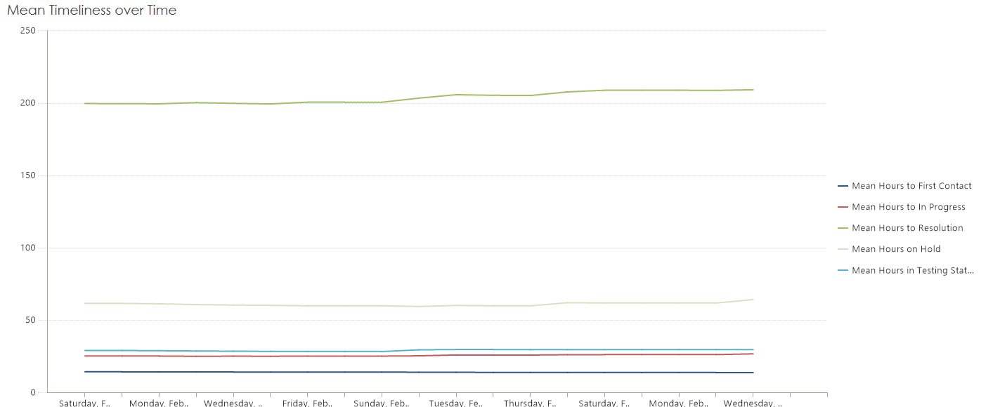 Mean Timeliness over Time
250
200
150
100
50
0
Saturday, F..
Monday, Feb..
Wednesday, ..
Friday, Feb..
Sunday, Feb..
Tuesday, Fe..
Thursday, F..
Saturday, F..
Monday, Feb..
Wednesday, ..
Mean Hours to First Contact
Mean Hours to In Progress
Mean Hours to Resolution
Mean Hours on Hold
Mean Hours in Testing Stat...